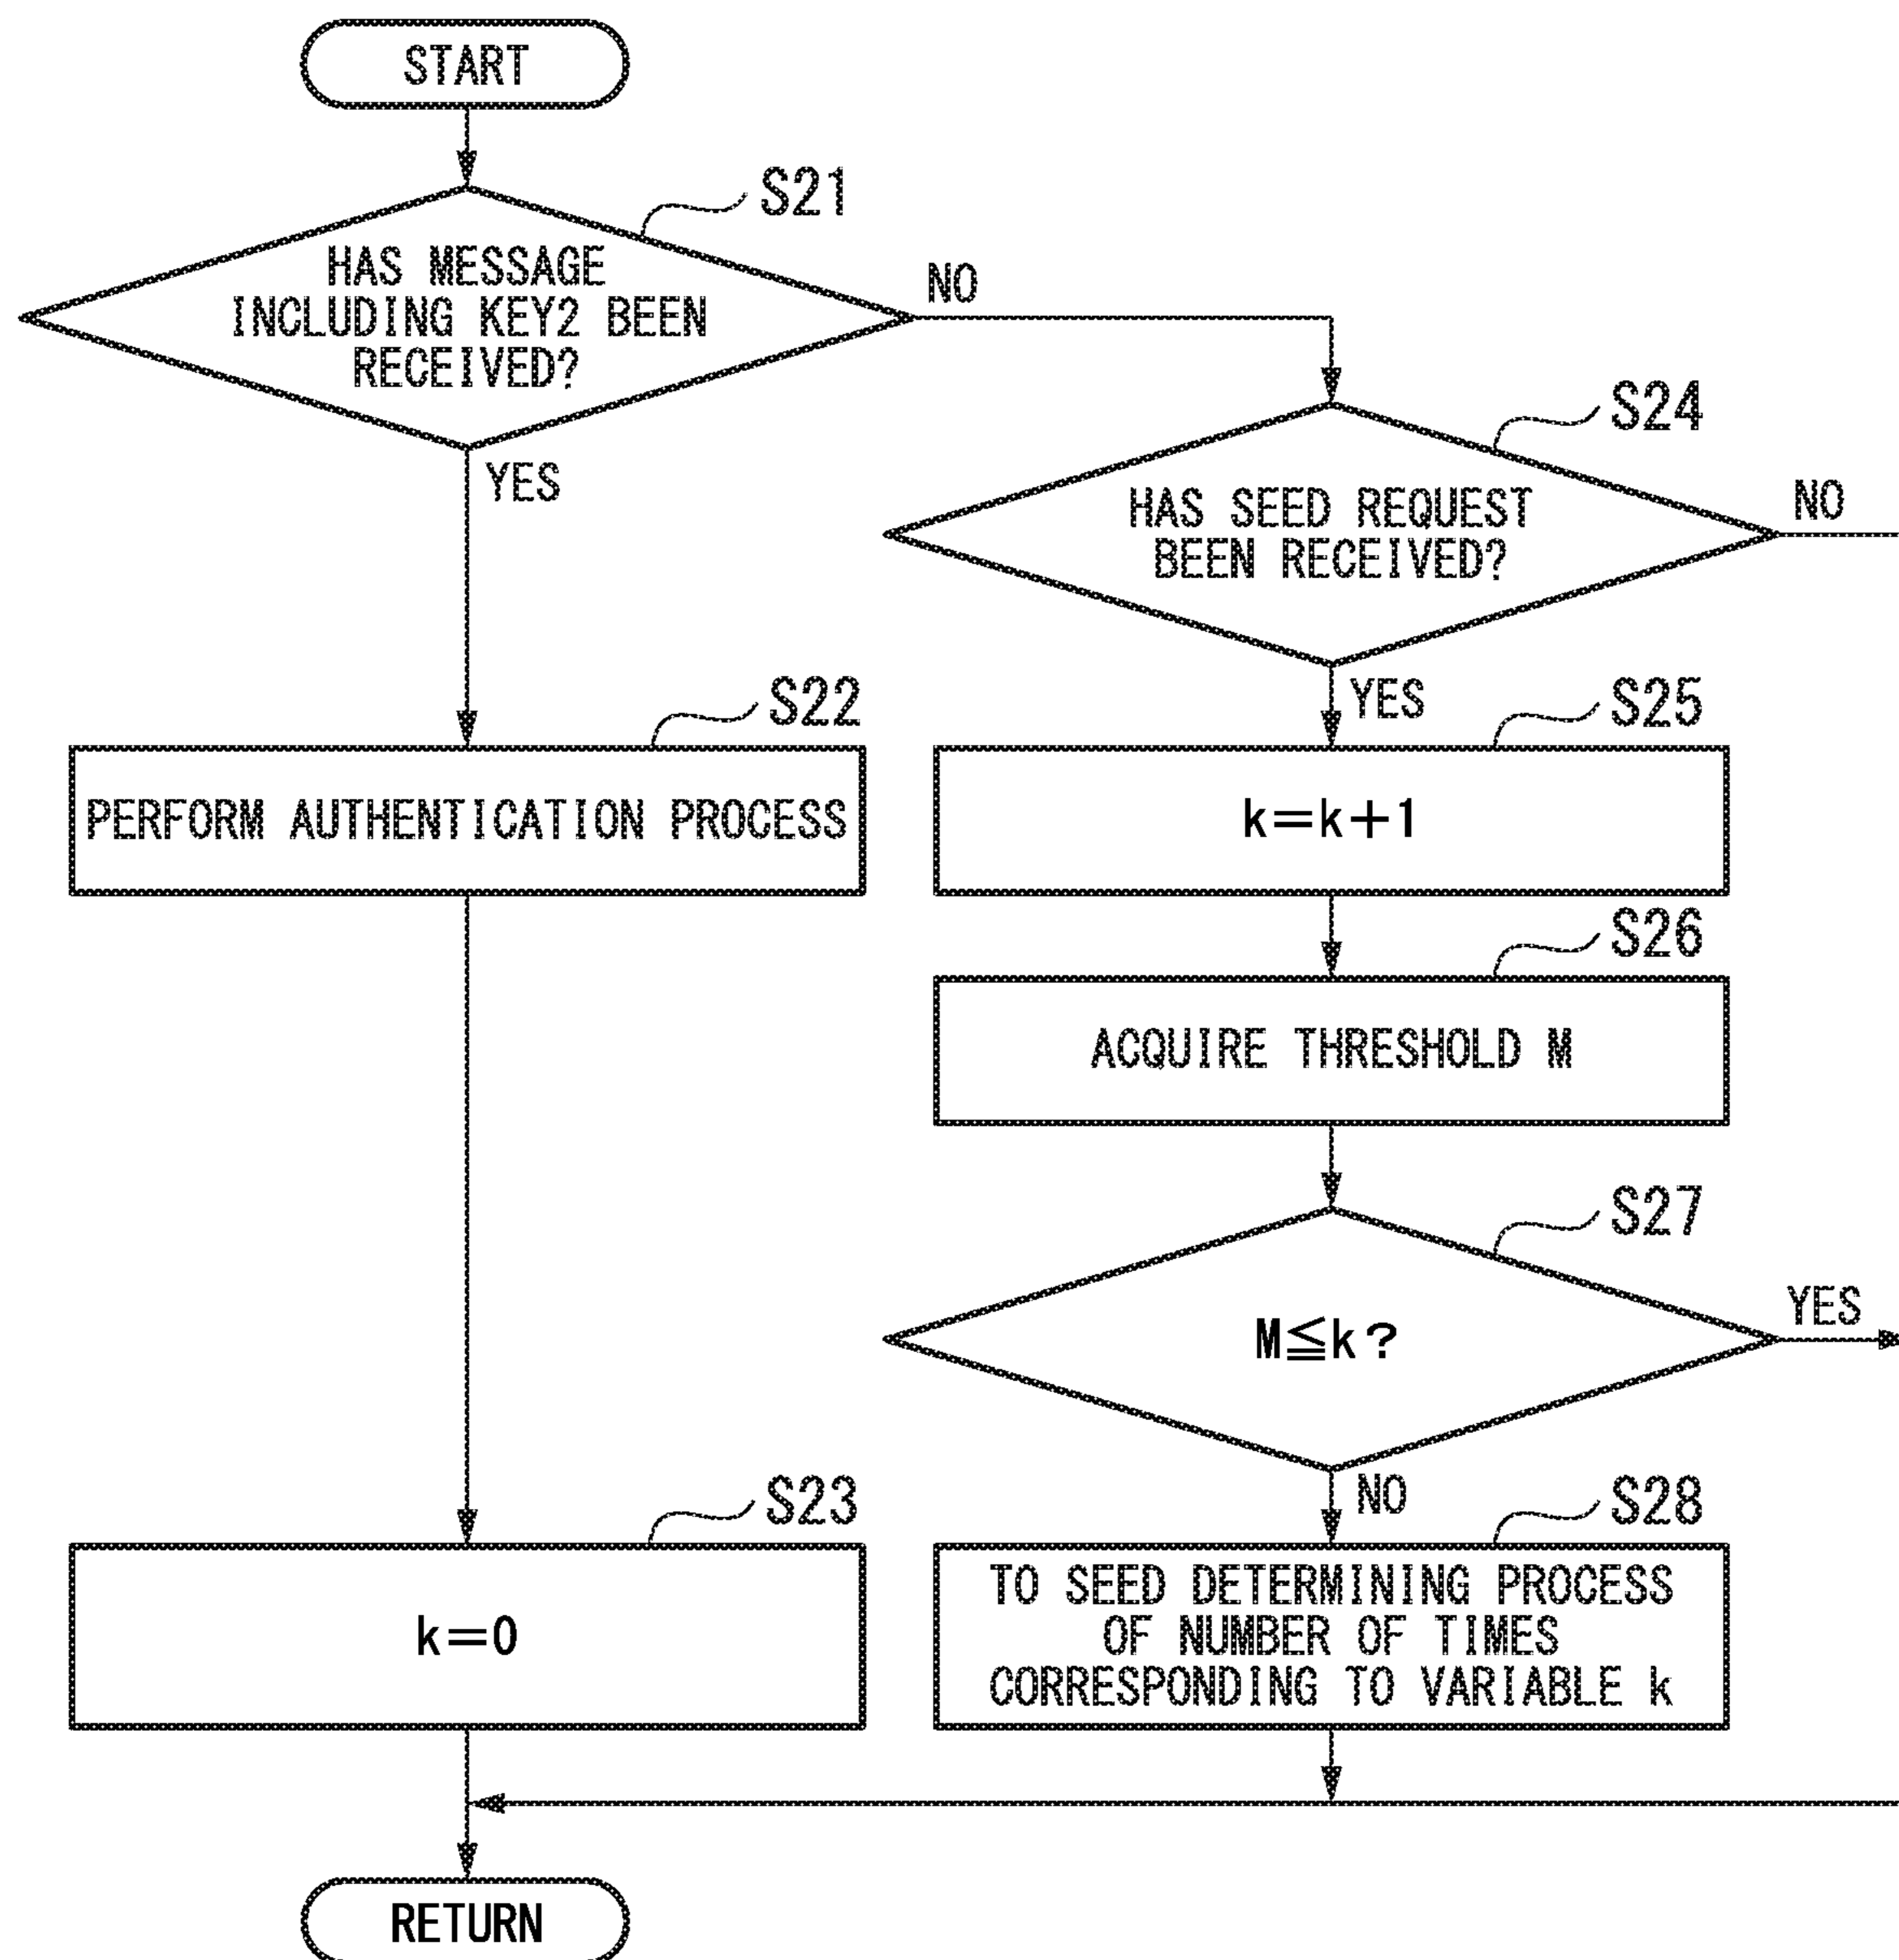 START
S21
HAS MESSAGE
INCLUDING KEY2 BEEN
RECEIVED?
NO
YES
S24
HAS SEED REQUEST
BEEN RECEIVED?
NO
YES
S22
PERFORM AUTHENTICATION PROCESS
S25
k=k+1
S26
ACQUIRE THRESHOLD M
S27
M≦k?
YES
NO
S23
k=0
S28
TO SEED DETERMINING PROCESS
OF NUMBER OF TIMES
CORRESPONDING TO VARIABLE k
RETURN